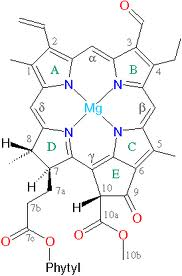 O
2
3
α
A
B
1
4
N
N
δ
Mg
β
N
N
8
D
C
5
γ
E
7
6
H
H
7a
10
9
7b
O
10a
O
7c
O
O
O
10b
Phytyl